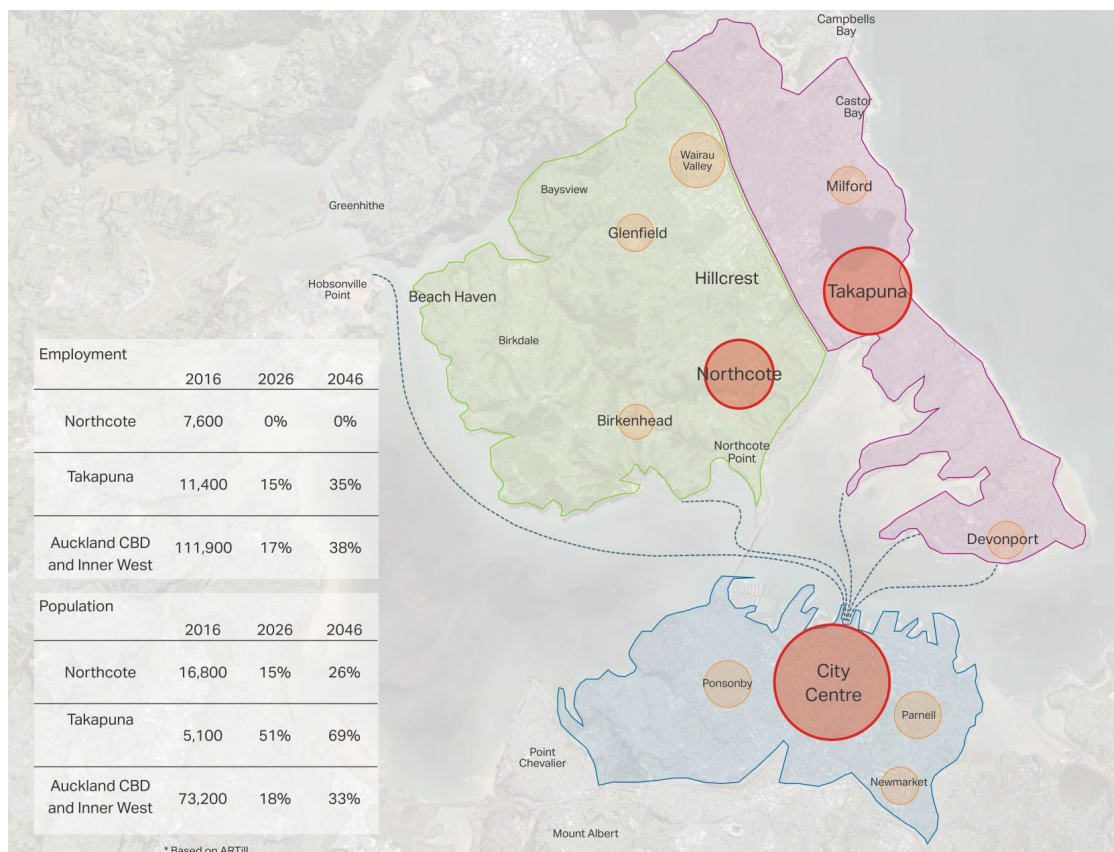 Campbells
Bay
Castor
Bay
Wairau
Valley
Milford
Baysview
Greenhithe
Glenfield
Hillcrest
Hobsonville
Point
Beach Haven
Takapuna
Birkdale
Northcote
Birkenhead
Northcote
Point
Devonport
Employment
2016 2026 2046
Northcote 7,600 0% 0%
Takapuna 11,400 15% 35%
Auckland CBD
and Inner West 111,900 17% 38%
Population
2016 2026 2046
Northcote 16,800 15% 26%
Takapuna 5,100 51% 69%
Auckland CBD
and Inner West 73,200 18% 33%
Ponsonby
City
Centre
Parnell
Point
Chevalier
Newmarket
Mount Albert
* Based on